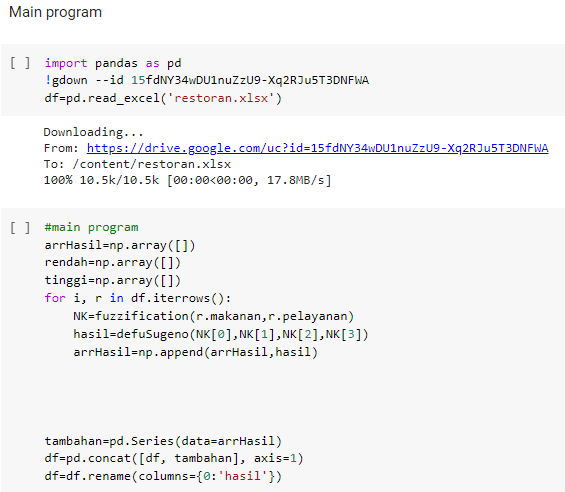 Main program
[ ] import pandas as pd
!gdown --id 15fdNY34wDU1nuZzU9-Xq2RJu5T3DNFWA
df=pd.read_excel('restoran.xlsx')
Downloading...
From: https://drive.google.com/uc?id=15fdNY34wDU1nuZzU9-Xq2RJu5T3DNFWA
To: /content/restoran.xlsx
100% 10.5k/10.5k [00:00<00:00, 17.8MB/s]
[ ] #main program
arrHasil=np.array([])
rendah=np.array([])
tinggi=np.array([])
for i, r in df.iterrows():
    NK=fuzzification(r.makanan,r.pelayanan)
    hasil=defuSugeno(NK[0],NK[1],NK[2],NK[3])
    arrHasil=np.append(arrHasil,hasil)
tambahan=pd.Series(data=arrHasil)
df=pd.concat([df, tambahan], axis=1)
df=df.rename(columns={0:'hasil'})